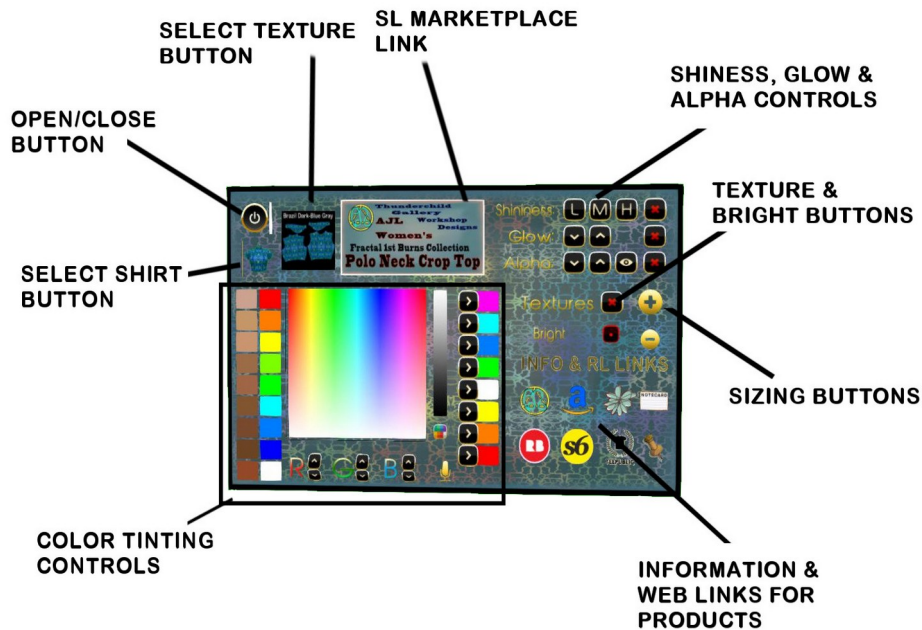 SELECT TEXTURE
BUTTON
SL MARKETPLACE
LINK
SHINESS, GLOW &
ALPHA CONTROLS
OPEN/CLOSE
BUTTON
TEXTURE &
BRIGHT BUTTONS
SELECT SHIRT
BUTTON
SIZING BUTTONS
COLOR TINTING
CONTROLS
INFORMATION &
WEB LINKS FOR
PRODUCTS
Brazil Dark-Blue Gray
Thunderchild
Gallery
AJL Workshop
Designs
Women's
Fractal 1st Burns Collection
Polo Neck Crop Top
Shininess: L M H
Glow:
Alpha:
Textures
Bright
INFO & RL LINKS
a
NOTECARD
RB
s6
R G B